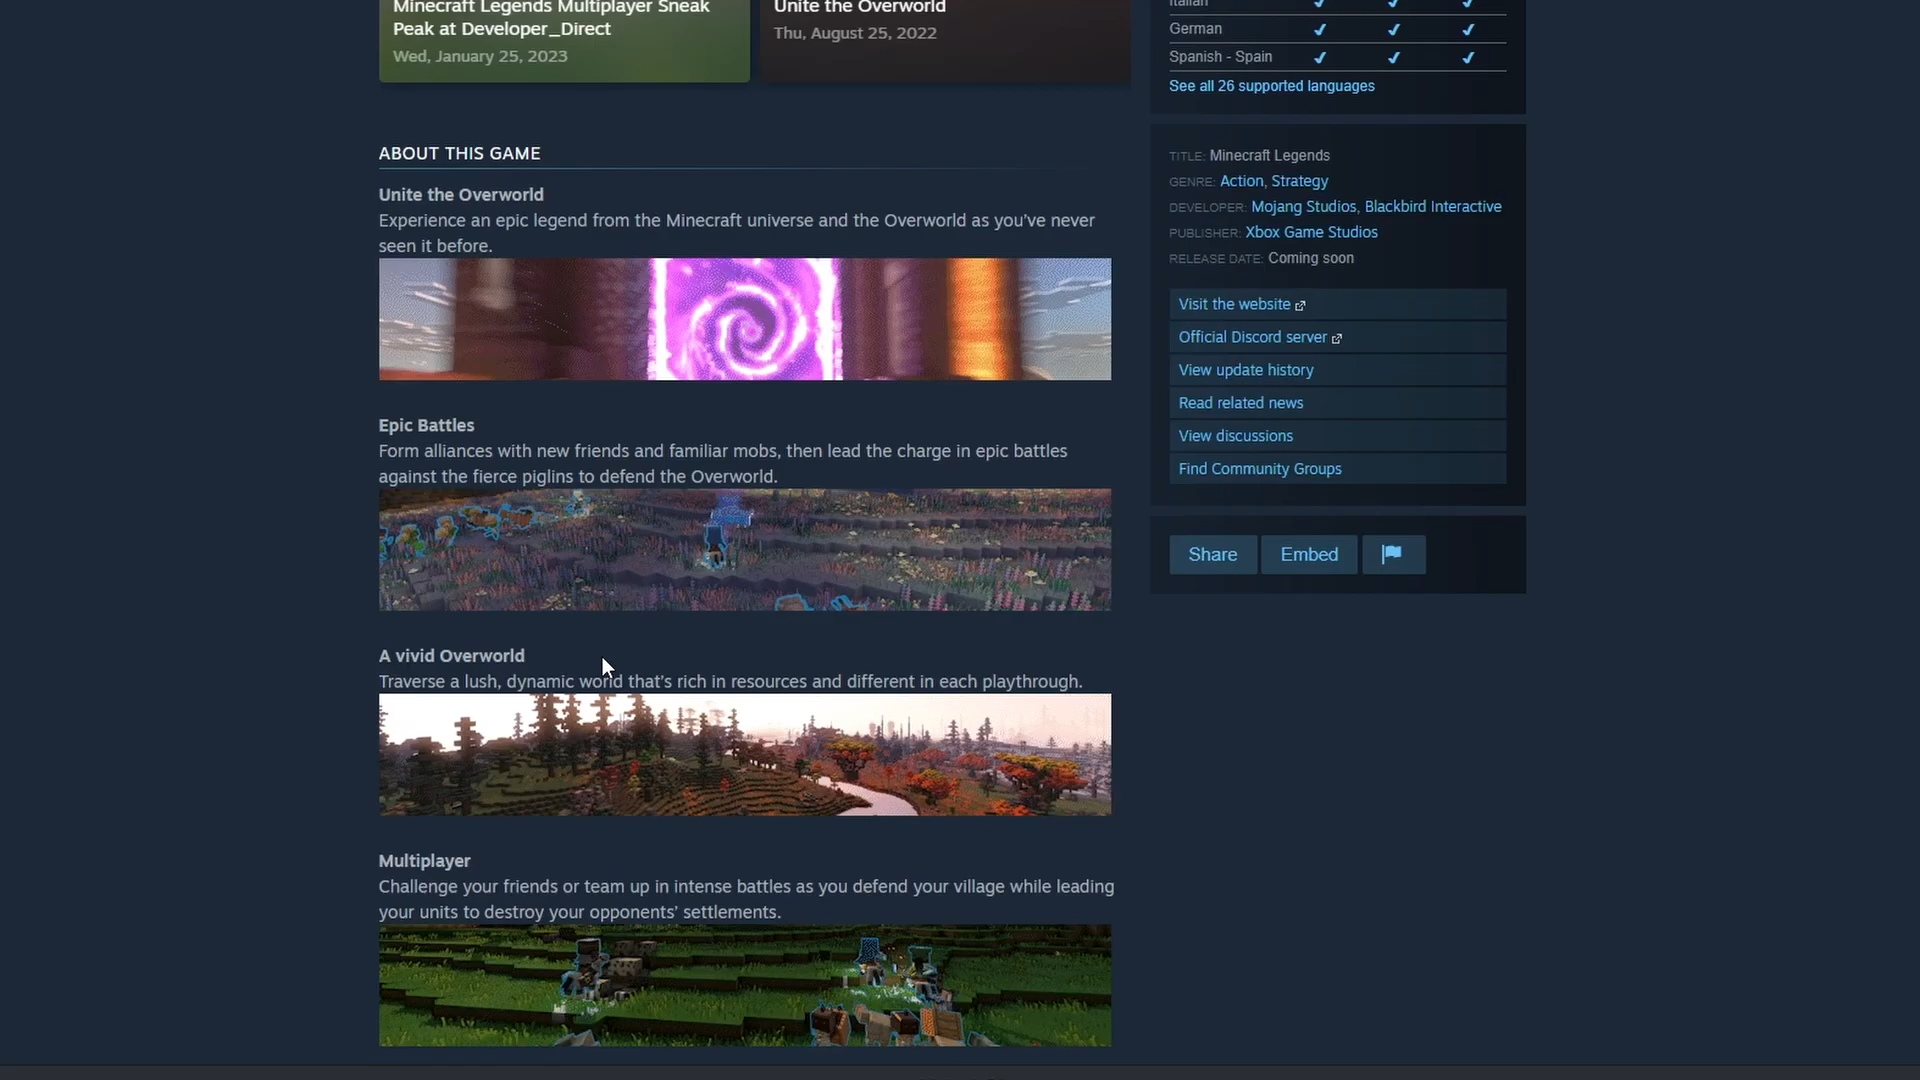 Minecraft Legends Multiplayer Sneak
Peak at Developer_Direct
Wed, January 25, 2023
Unite the Overworld
Thu, August 25, 2022
ABOUT THIS GAME
Unite the Overworld
Experience an epic legend from the Minecraft universe and the Overworld as you’ve never
seen it before.
Epic Battles
Form alliances with new friends and familiar mobs, then lead the charge in epic battles
against the fierce piglins to defend the Overworld.
A vivid Overworld
Traverse a lush, dynamic world that’s rich in resources and different in each playthrough.
Multiplayer
Challenge your friends or team up in intense battles as you defend your village while leading
your units to destroy your opponents’ settlements.
Italian
German
Spanish - Spain
See all 26 supported languages
TITLE: Minecraft Legends
GENRE: Action, Strategy
DEVELOPER: Mojang Studios, Blackbird Interactive
PUBLISHER: Xbox Game Studios
RELEASE DATE: Coming soon
Visit the website
Official Discord server
View update history
Read related news
View discussions
Find Community Groups
Share
Embed